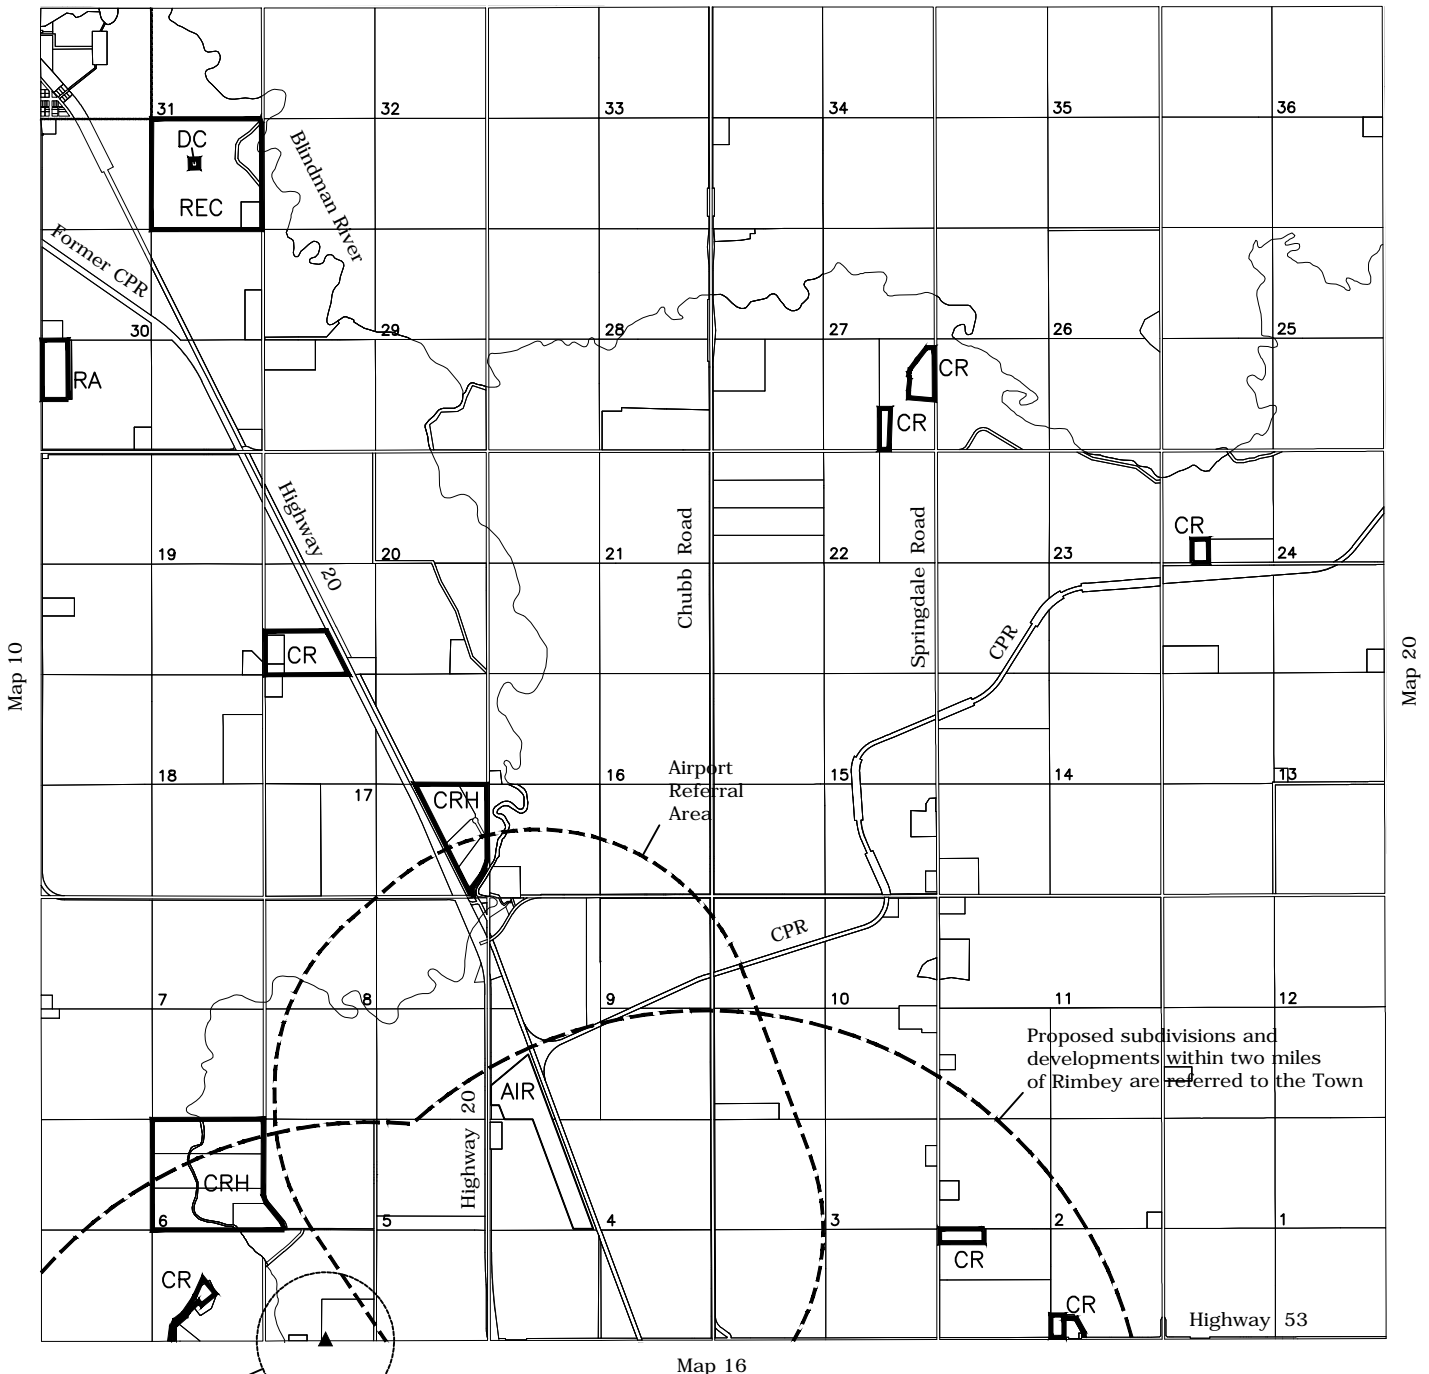 31
32
33
34
35
36
DC
REC
Blindman River
Former CPR
30
29
28
27
26
25
RA
CR
CR
Highway 20
Chubb Road
Springdale Road
CR
19
20
21
22
23
24
CPR
CR
Map 10
Map 20
18
17
16
15
14
13
Airport
Referral
Area
CRH
CPR
7
8
9
10
11
12
Proposed subdivisions and
developments within two miles
of Rimbey are referred to the Town
AIR
Highway 20
CRH
6
5
4
3
2
1
CR
CR
CR
Highway 53
Map 16